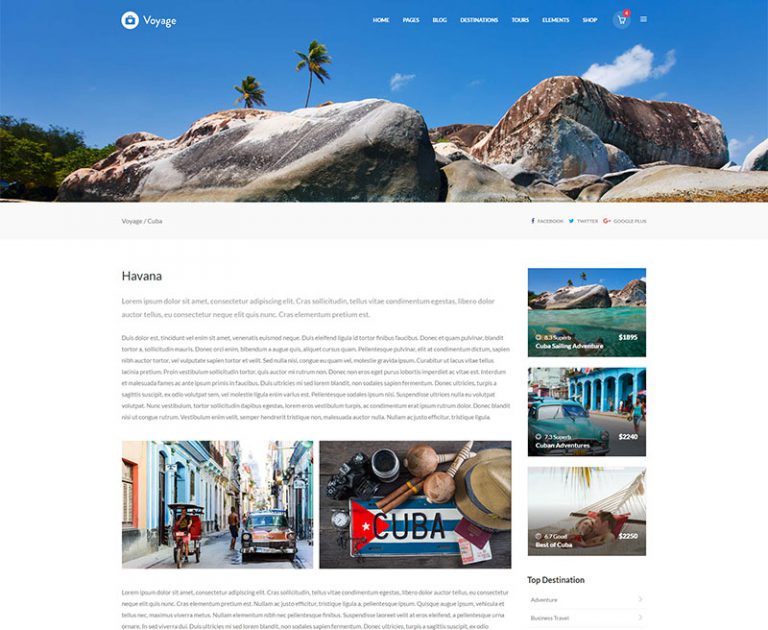 Voyage
HOME PAGES BLOG DESTINATIONS TOURS ELEMENTS SHOP
Voyage / Cuba
FACEBOOK TWITTER GOOGLE PLUS
Havana
Lorem ipsum dolor sit amet, consectetur adipiscing elit. Cras sollicitudin, tellus vitae condimentum egestas, libero dolor
auctor tellus, eu consectetur neque elit quis nunc. Cras elementum pretium est.
Duis dolor est, tincidunt vel enim sit amet, venenatis euismod neque. Duis eleifend ligula id tortor finibus faucibus. Donec et quam pulvinar, blandit
tortor a, sollicitudin mauris. Donec orci enim, bibendum a augue quis, aliquet cursus quam. Pellentesque pulvinar, elit at condimentum dictum, sapien
nibh auctor tortor, vel vulputate sapien tortor et velit. Sed nulla nisi, congue eu quam vel, molestie gravida ipsum. Curabitur ut lacus vitae tellus
lacinia pretium. Proin vestibulum sollicitudin tortor, quis auctor mi rutrum non. Donec non eros eget purus lobortis imperdiet ac vitae est. Interdum
et malesuada fames ac ante ipsum primis in faucibus. Duis ultricies mi sed lorem blandit, non sodales sapien fermentum. Donec ultricies, turpis a
sagittis suscipit, ex odio volutpat sem, vel molestie ligula enim varius est. Pellentesque sodales ipsum nisi. Suspendisse ultrices nulla eu volutpat
volutpat. Nunc vestibulum, tortor sollicitudin dapibus egestas, lorem eros vestibulum turpis, ac condimentum erat ipsum rutrum dolor. Donec blandit
nisi ut congue rutrum. Vestibulum enim velit, semper hendrerit tristique non, malesuada auctor nulla. Nullam ac fermentum ligula.
8.3 Superb $1895
Cuba Sailing Adventure
7.3 Superb $2240
Cuban Adventures
6.7 Good $2250
Best of Cuba
CUBA
Top Destination
Adventure
Business Travel
Lorem ipsum dolor sit amet, consectetur adipiscing elit. Cras sollicitudin, tellus vitae condimentum egestas, libero dolor auctor tellus, eu consectetur
neque elit quis nunc. Cras elementum pretium est. Nullam ac justo efficitur, tristique ligula a, pellentesque ipsum. Quisque augue ipsum, vehicula et
tellus nec, maximus viverra metus. Nullam elementum nibh nec pellentesque finibus. Suspendisse laoreet velit at eros eleifend, a pellentesque urna
ornare. In sed viverra dui. Duis ultricies mi sed lorem blandit, non sodales sapien fermentum. Donec ultricies, turpis a sagittis suscipit, ex odio